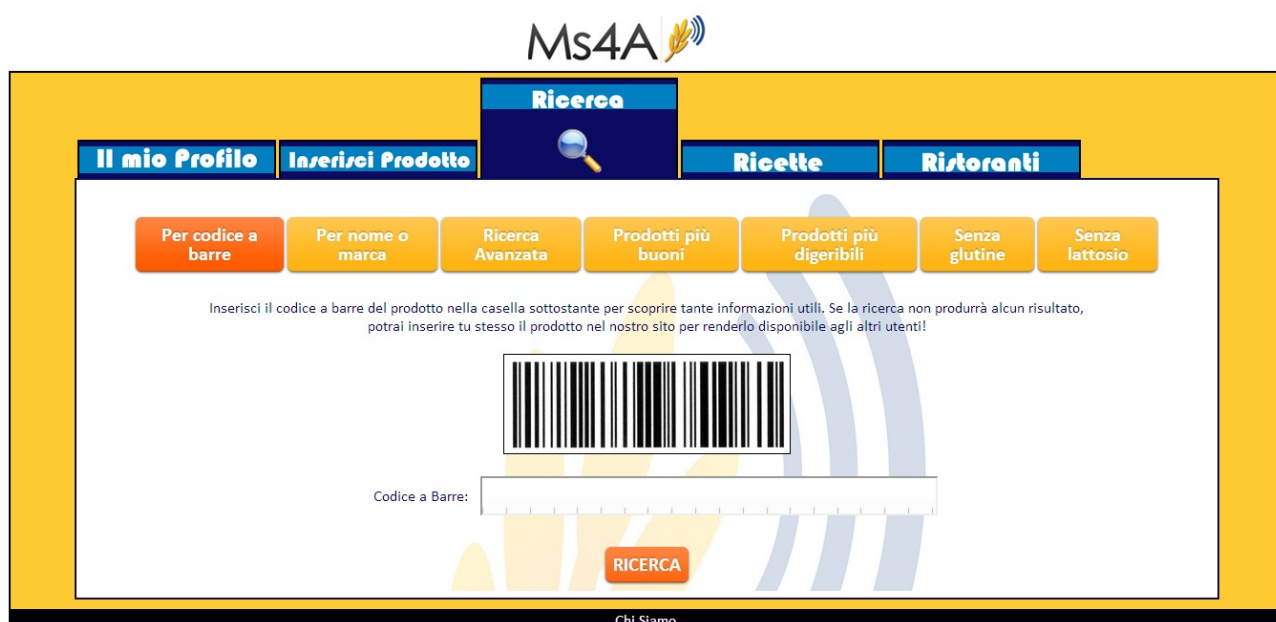 Ms4A
Ricerca
Il mio Profilo
Inserisci Prodotto
Ricette
Ristoranti
Per codice a
barre
Per nome o
marca
Ricerca
Avanzata
Prodotti più
buoni
Prodotti più
digeribili
Senza
glutine
Senza
lattosio
Inserisci il codice a barre del prodotto nella casella sottostante per scoprire tante informazioni utili. Se la ricerca non produrrà alcun risultato,
potrai inserire tu stesso il prodotto nel nostro sito per renderlo disponibile agli altri utenti!
Codice a Barre:
RICERCA
Chi Siamo